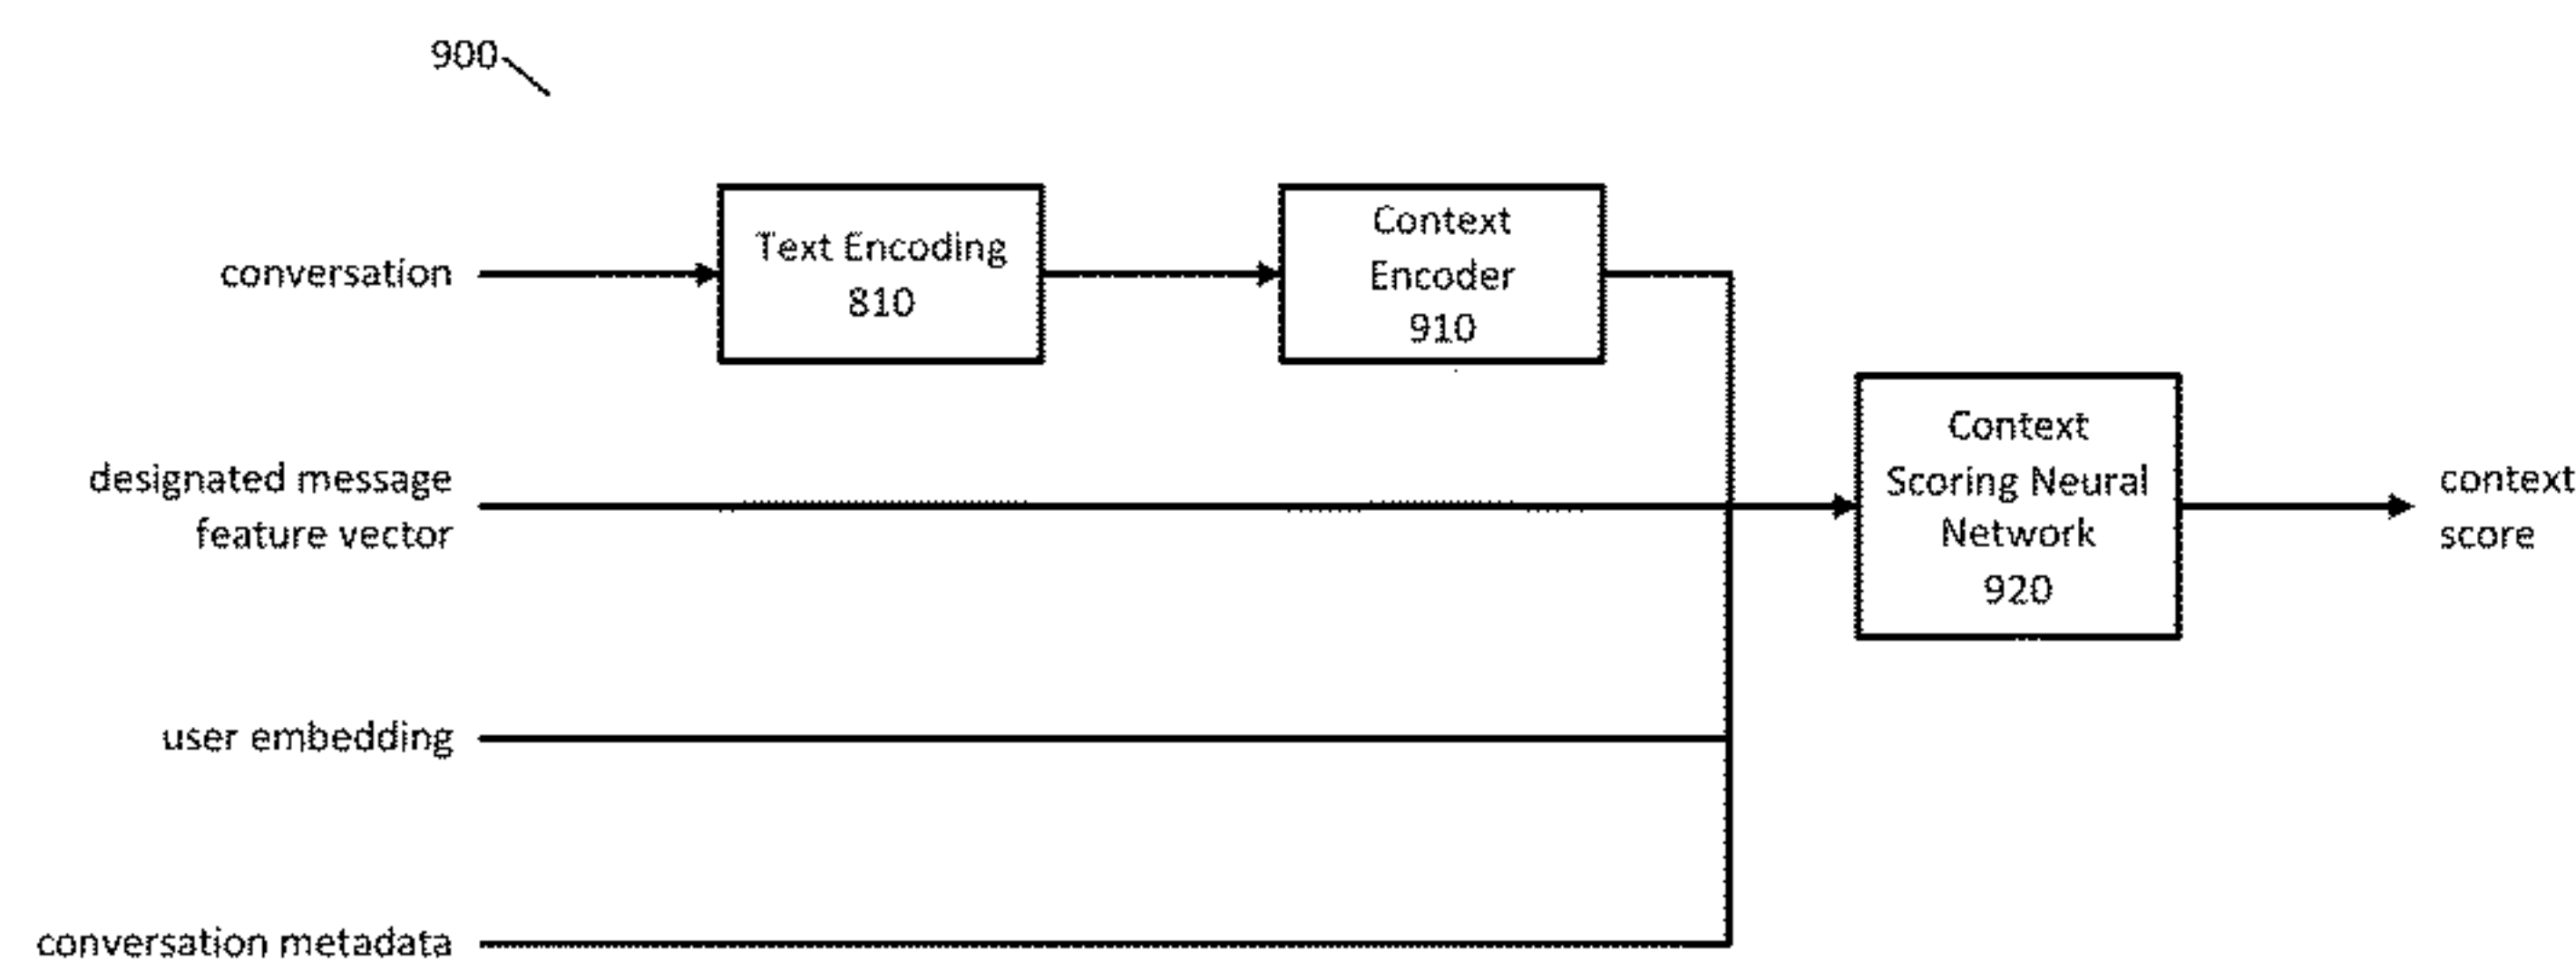 900
conversation
Text Encoding
810
Context
Encoder
910
designated message
feature vector
Context
Scoring Neural
Network
920
context
score
user embedding
conversation metadata